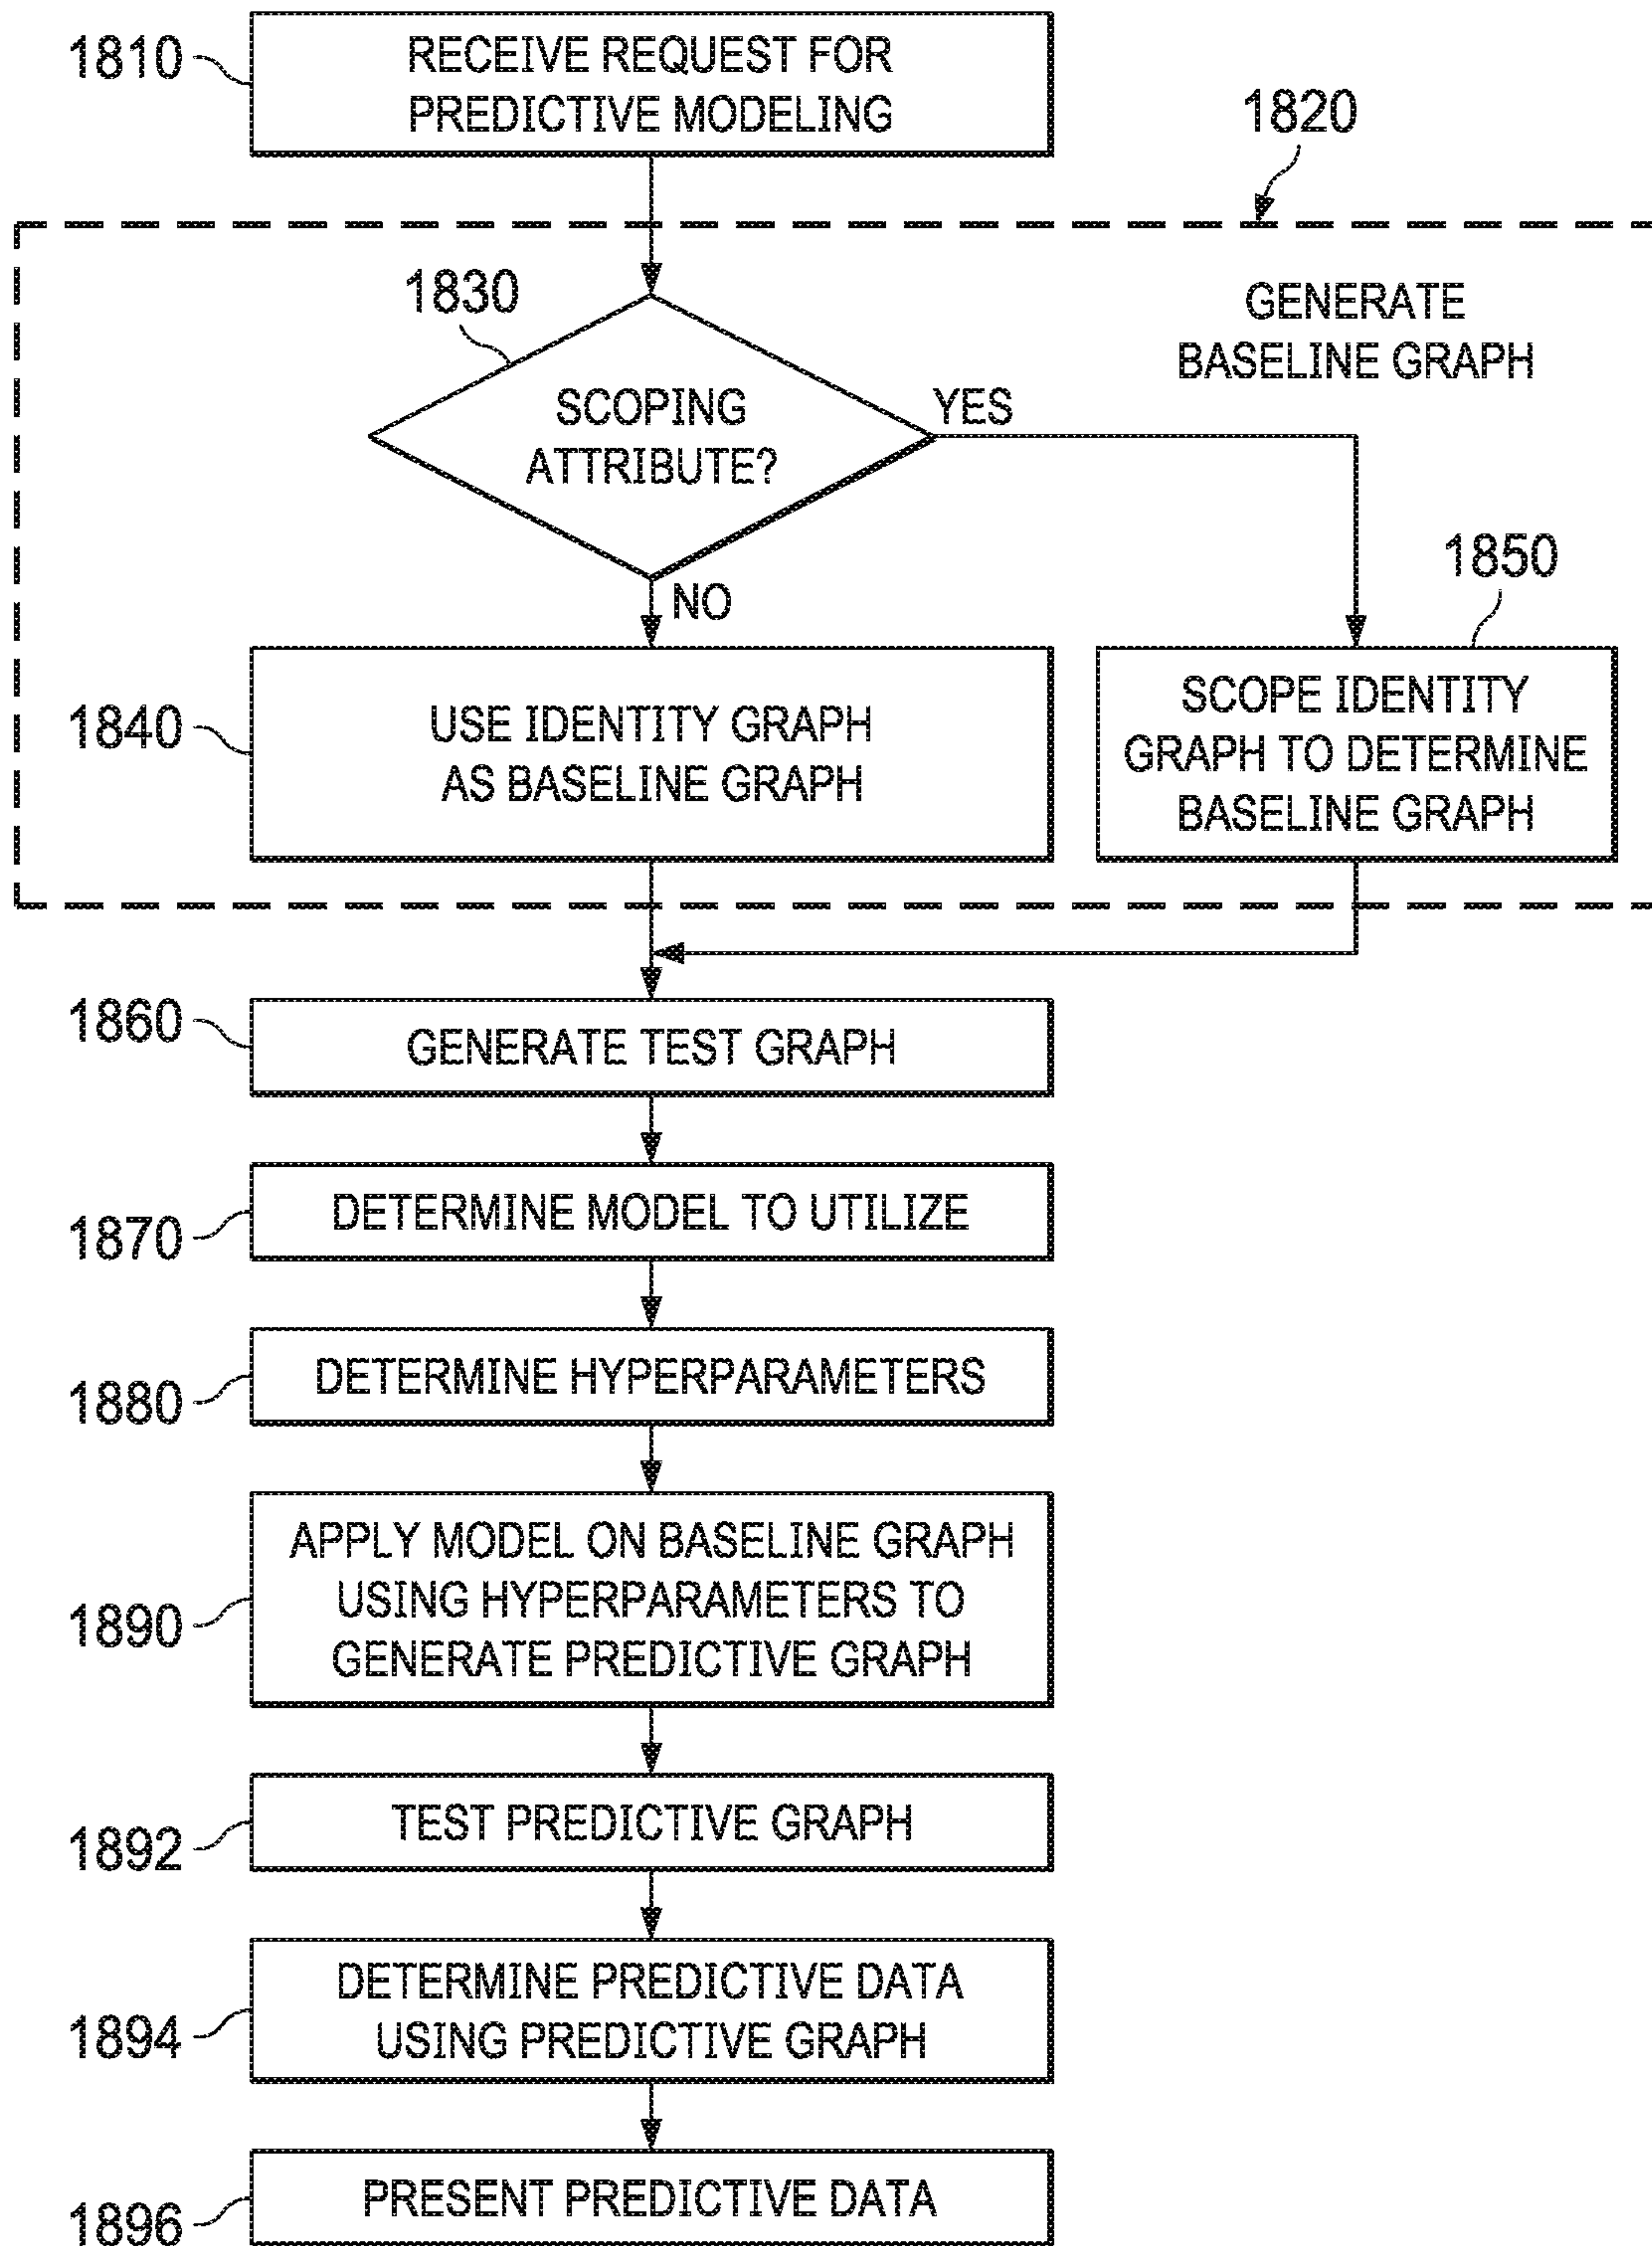 1810
RECEIVE REQUEST FOR
PREDICTIVE MODELING
1820
GENERATE
BASELINE GRAPH
1830
SCOPING
ATTRIBUTE?
YES
NO
1840
USE IDENTITY GRAPH
AS BASELINE GRAPH
1850
SCOPE IDENTITY
GRAPH TO DETERMINE
BASELINE GRAPH
1860
GENERATE TEST GRAPH
1870
DETERMINE MODEL TO UTILIZE
1880
DETERMINE HYPERPARAMETERS
1890
APPLY MODEL ON BASELINE GRAPH
USING HYPERPARAMETERS TO
GENERATE PREDICTIVE GRAPH
1892
TEST PREDICTIVE GRAPH
1894
DETERMINE PREDICTIVE DATA
USING PREDICTIVE GRAPH
1896
PRESENT PREDICTIVE DATA